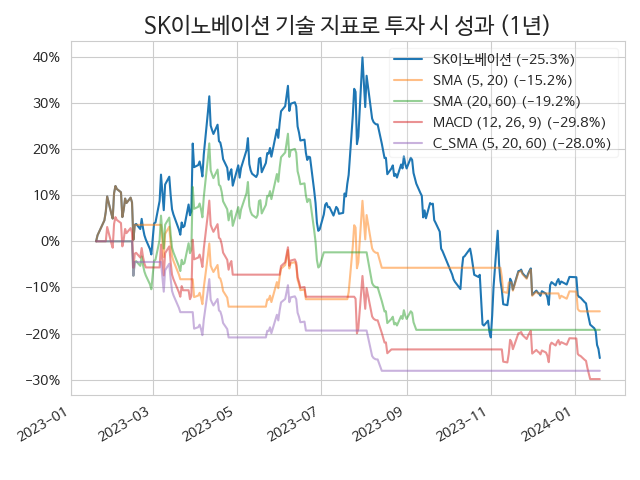 SK이노베이션 기술 지표로 투자 시 성과 (1년)
40%
30%
20%
10%
0%
−10%
−20%
−30%
SK이노베이션 (−25.3%)
SMA (5, 20) (−15.2%)
SMA (20, 60) (−19.2%)
MACD (12, 26, 9) (−29.8%)
C_SMA (5, 20, 60) (−28.0%)
2023−01
2023−03
2023−05
2023−07
2023−09
2023−11
2024−01